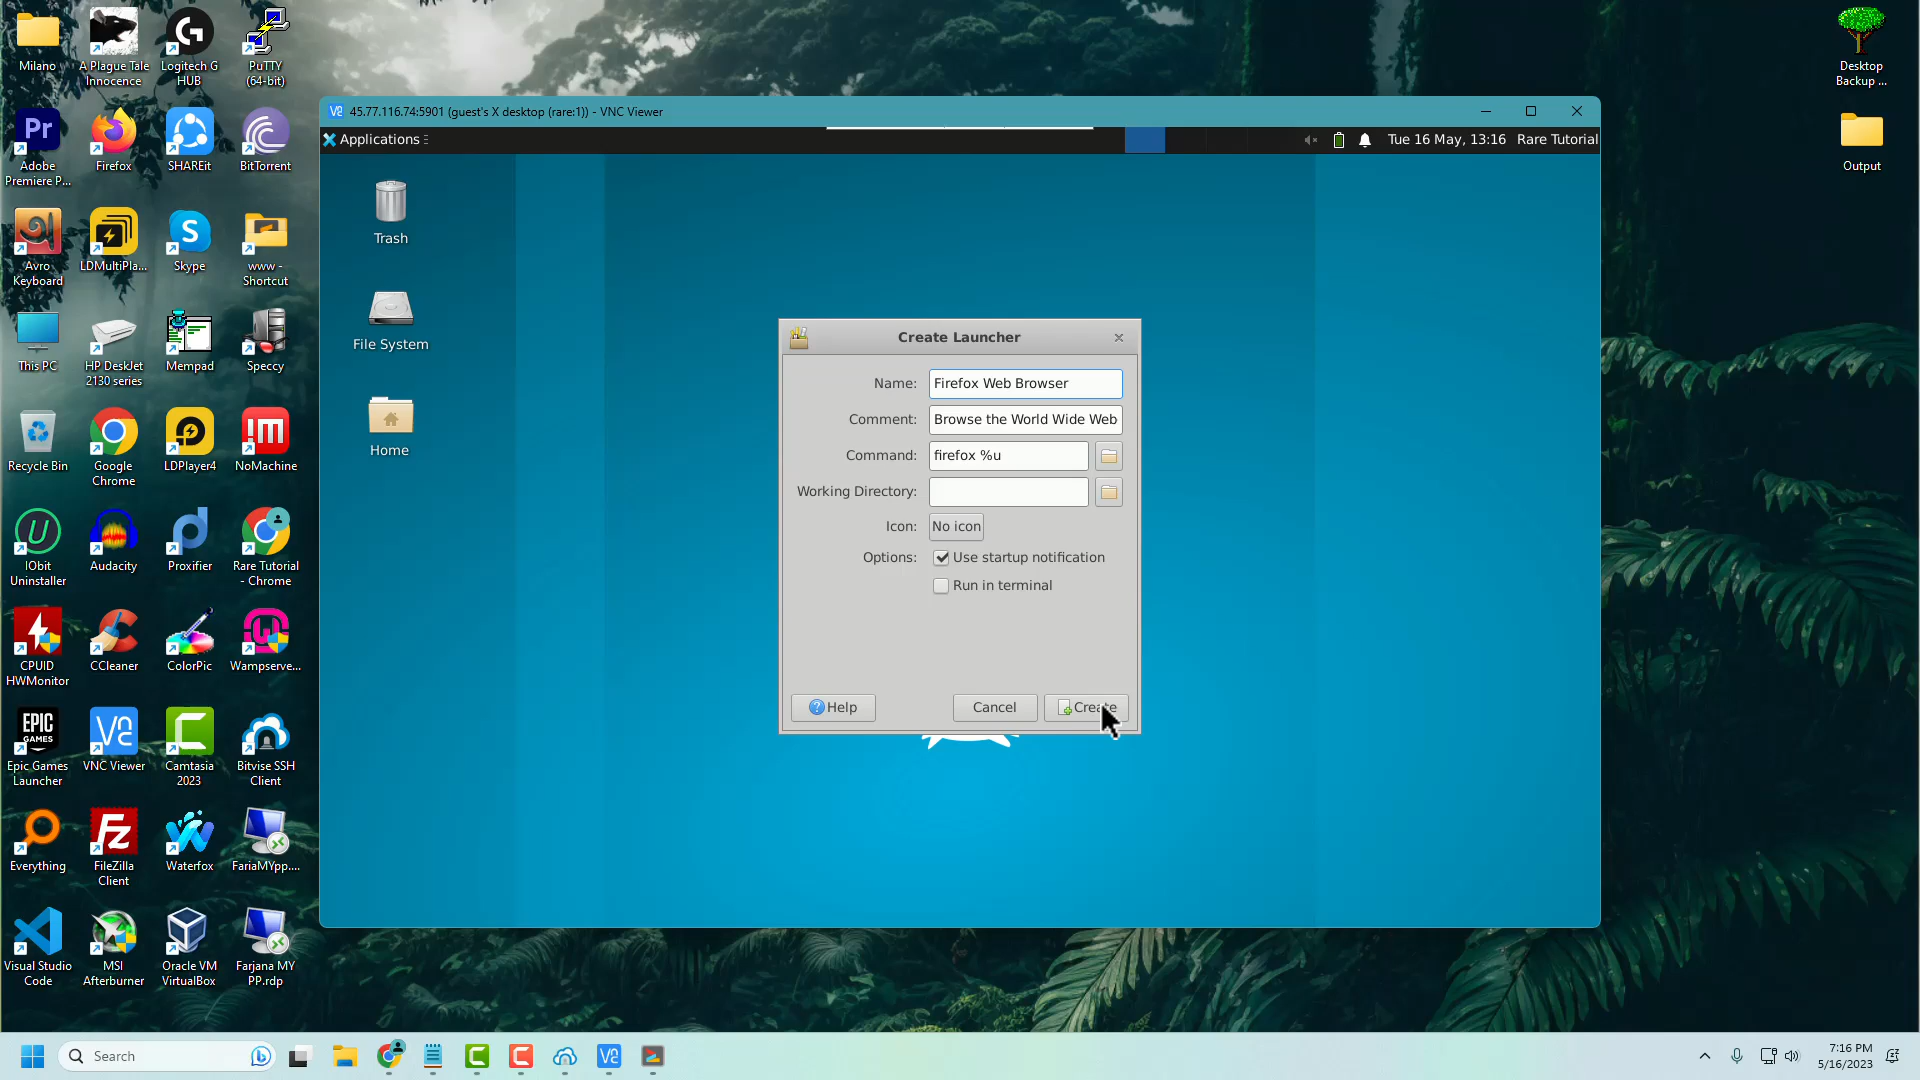 Milano
A Plague Tale
Innocence
Logitech G
HUB
PuTTY
(64-bit)
Adobe
Premiere P...
Firefox
SHAREit
BitTorrent
Avro
Keyboard
LDMultiPla...
Skype
www -
Shortcut
This PC
HP DeskJet
2130 series
Mempad
Speccy
Recycle Bin
Google
Chrome
LDPlayer4
NoMachine
IObit
Uninstaller
Audacity
Proxifier
Rare Tutorial
- Chrome
CPUID
HWMonitor
CCleaner
ColorPic
Wampserve...
Epic Games
Launcher
VNC Viewer
Camtasia
2023
Bitvise SSH
Client
Everything
FileZilla
Client
Waterfox
FariaMYpp....
Visual Studio
Code
MSI
Afterburner
Oracle VM
VirtualBox
Farjana MY
PP.rdp
Desktop
Backup ...
Output
45.77.116.74:5901 (guest's X desktop (rare:1)) - VNC Viewer
Applications
Tue 16 May, 13:16 Rare Tutorial
Trash
File System
Home
Create Launcher
Name: Firefox Web Browser
Comment: Browse the World Wide Web
Command: firefox %u
Working Directory:
Icon: No icon
Options: Use startup notification
Run in terminal
Help Cancel Create
Search
7:16 PM
5/16/2023